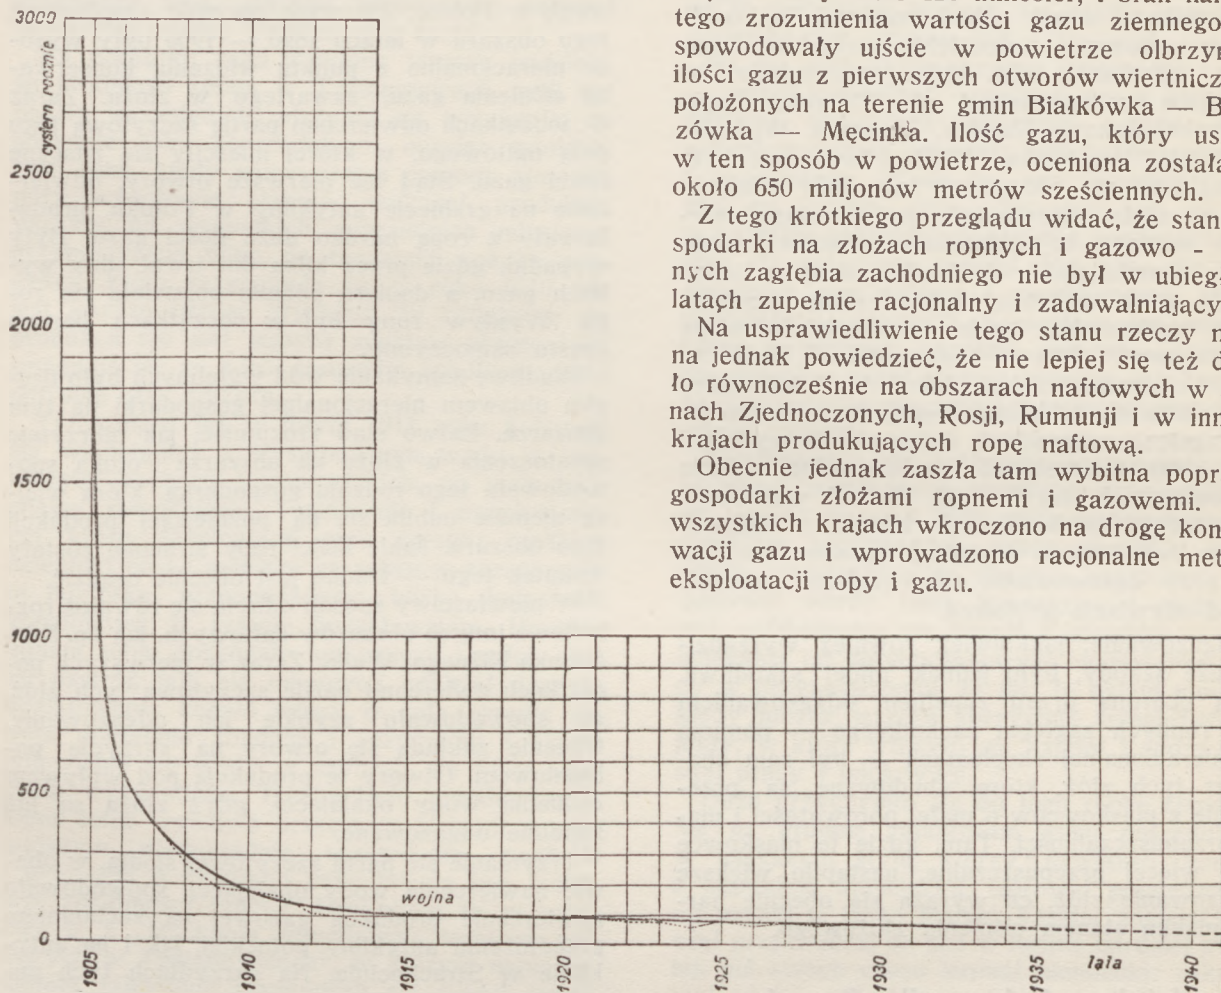 tego zrozumienia wartości gazu ziemnego
spowodowały ujście w powietrze olbrzym
ilości gazu z pierwszych otworów wiertnicz
położonych na terenie gmin Białkówka — B
zówka — Męcinka. Ilość gazu, który us
w ten sposób w powietrze, oceniona została
około 650 miljonów metrów sześciennych.
Z tego krótkiego przeglądu widać, że stan
spodarki na złożach ropnych i gazowo -
nych zagłębia zachodniego nie był w ubieg
latach zupełnie racjonalny i zadowalniający
Na usprawiedliwienie tego stanu rzeczy m
na jednak powiedzieć, że nie lepiej się też d
ło równocześnie na obszarach naftowych w
nach Zjednoczonych, Rosji, Rumunji i w inn
krajach produkujących ropę naftową.
Obecnie jednak zaszła tam wybitna popr
gospodarki złożami ropnemi i gazowemi.
wszystkich krajach wkroczono na drogę kon
wacji gazu i wprowadzono racjonalne met
eksploatacji ropy i gazu.
3000
cystern rocznie
2500
2000
1500
1000
500
0
wojna
1905
1910
1915
1920
1925
1930
1935
lata
1940